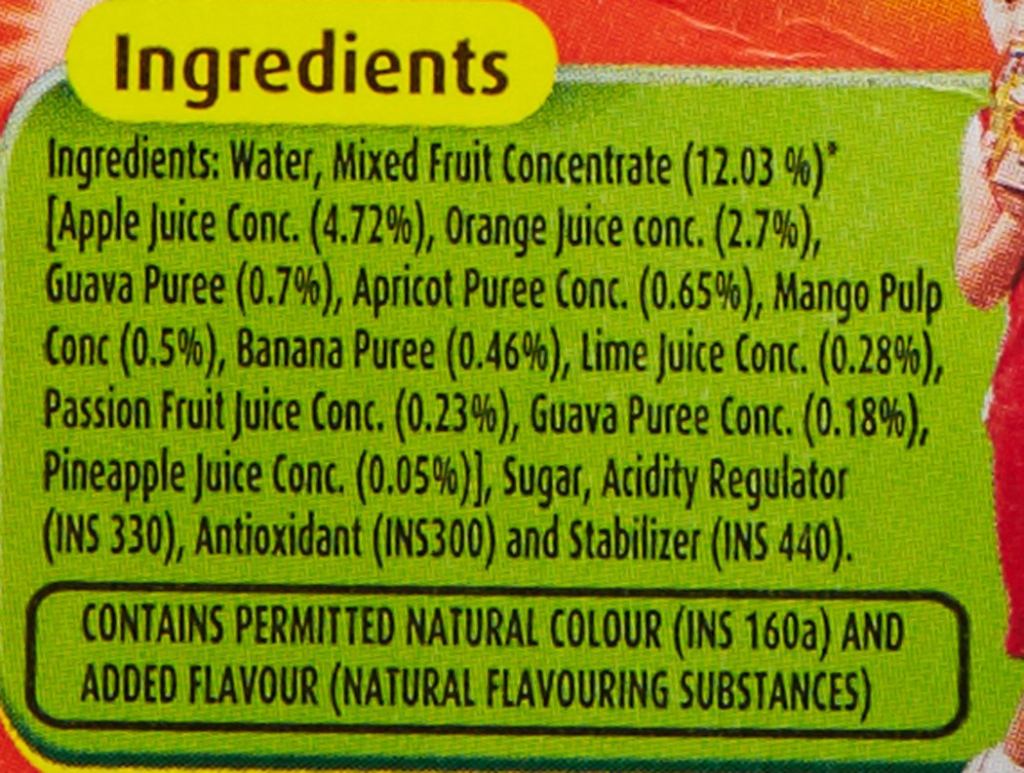 Ingredients
Ingredients: Water, Mixed Fruit Concentrate (12.03 %)*
[Apple Juice Conc. (4.72%), Orange Juice conc. (2.7%),
Guava Puree (0.7%), Apricot Puree Conc. (0.65%), Mango Pulp
Conc (0.5%), Banana Puree (0.46%), Lime Juice Conc. (0.28%),
Passion Fruit Juice Conc. (0.23%), Guava Puree Conc. (0.18%),
Pineapple Juice Conc. (0.05%)], Sugar, Acidity Regulator
(INS 330), Antioxidant (INS300) and Stabilizer (INS 440).
CONTAINS PERMITTED NATURAL COLOUR (INS 160a) AND
ADDED FLAVOUR (NATURAL FLAVOURING SUBSTANCES)